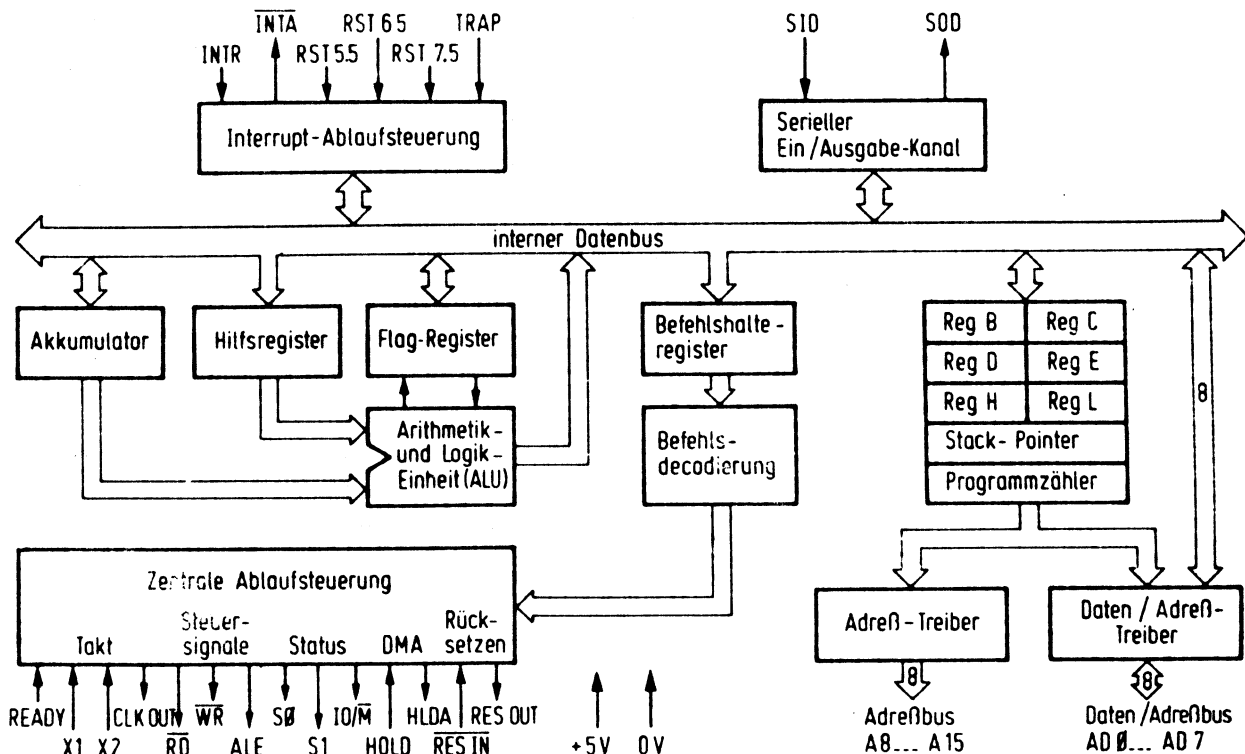 INTA RST 6 5 TRAP SID SOD
INTR RST 5.5 RST 7.5
Interrupt-Ablaufsteuerung
Serieller
Ein/Ausgabe-Kanal
interner Datenbus
Akkumulator
Hilfsregister
Flag-Register
Befehlshalte-
register
Reg B Reg C
Reg D Reg E
Reg H Reg L
Stack-Pointer
Programmzähler
8
Arithmetik-
und Logik-
Einheit (ALU)
Befehls-
decodierung
Zentrale Ablaufsteuerung
Takt
Steuer-
signale
Status
DMA
Rück-
setzen
Adreß-Treiber
Daten / Adreß-
Treiber
8
8
READY CLK OUT WR SØ IO/M HLDA RES OUT
X1 X2 RD ALE S1 HOLD RES IN +5V 0V
Adreßbus
A8... A15
Daten/Adreßbus
AD Ø... AD 7